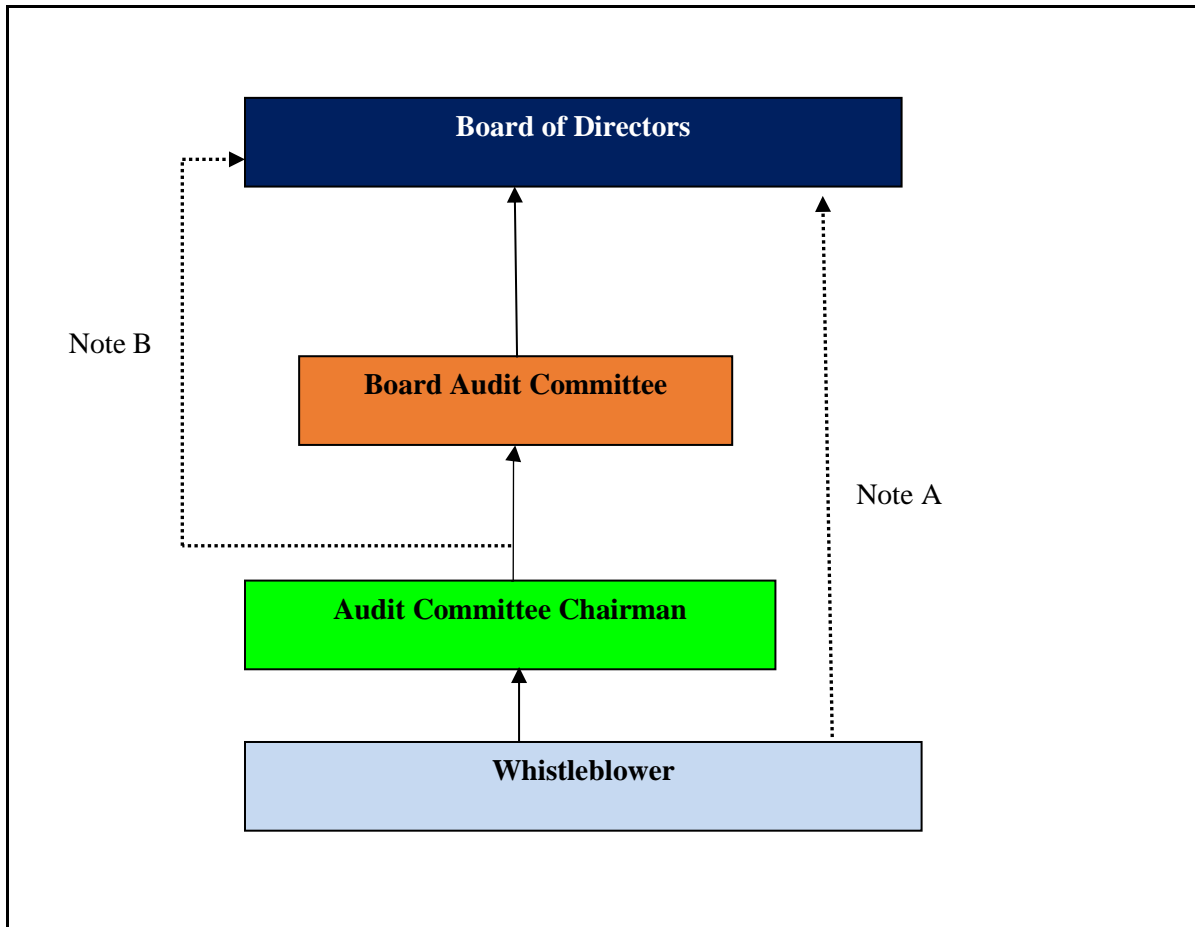 Board of Directors
Note B
Board Audit Committee
Note A
Audit Committee Chairman
Whistleblower